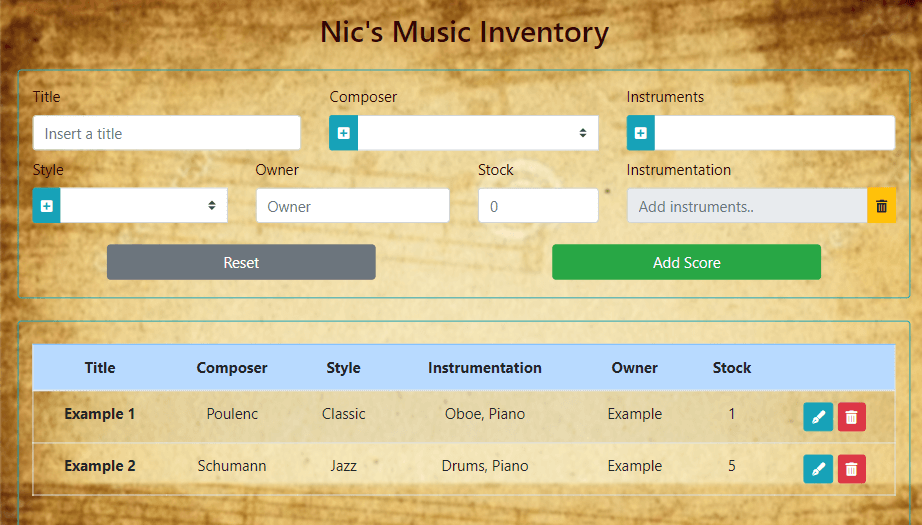 Nic's Music Inventory
Title Composer Instruments
Insert a title
Style Owner Stock Instrumentation
Owner 0 Add instruments..
Reset Add Score
Title Composer Style Instrumentation Owner Stock
Example 1 Poulenc Classic Oboe, Piano Example 1
Example 2 Schumann Jazz Drums, Piano Example 5